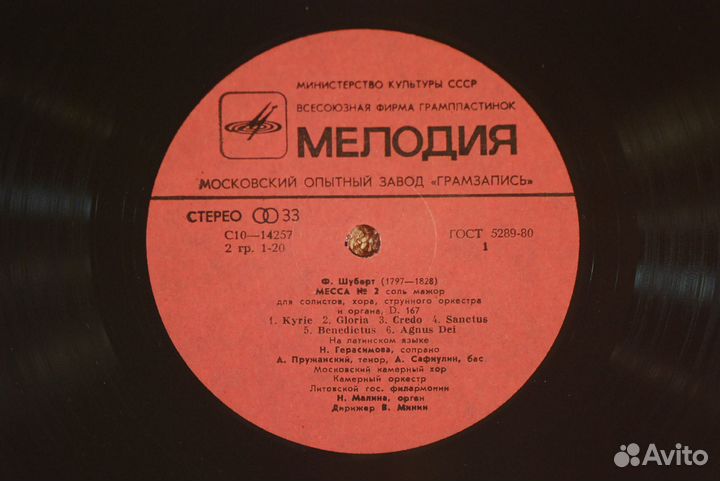 МИНИСТЕРСТВО КУЛЬТУРЫ СССР
ВСЕСОЮЗНАЯ ФИРМА ГРАМПЛАСТИНОК
МЕЛОДИЯ
МОСКОВСКИЙ ОПЫТНЫЙ ЗАВОД «ГРАМЗАПИСЬ»
СТЕРЕО 33
С10—14257
2 гр. 1-20
ГОСТ 5289-80
1
Ф. Шуберт (1797—1828)
МЕССА № 2 соль мажор
для солистов, хора, струнного оркестра
и органа, D. 167
1. Kyrie 2. Gloria 3. Credo 4. Sanctus
5. Benedictus 6. Agnus Dei
На латинском языке
Н. Герасимова, сопрано
А. Пружанский, тенор, А. Сафиулин, бас
Московский камерный хор
Камерный оркестр
Литовской гос. филармонии
Н. Малина, орган
Дирижер В. Минин
Avito